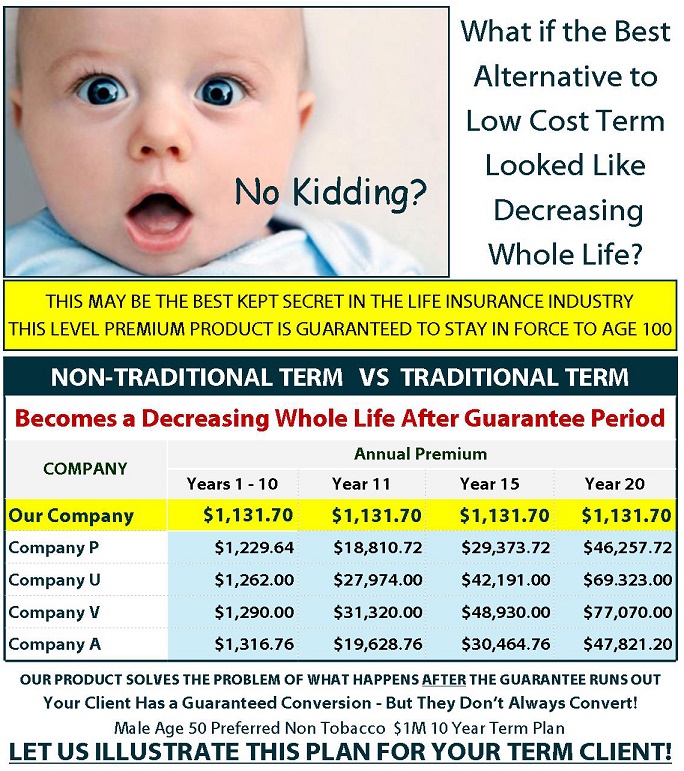 What if the Best
Alternative to
Low Cost Term
Looked Like
Decreasing
Whole Life?
No Kidding?
THIS MAY BE THE BEST KEPT SECRET IN THE LIFE INSURANCE INDUSTRY
THIS LEVEL PREMIUM PRODUCT IS GUARANTEED TO STAY IN FORCE TO AGE 100
NON-TRADITIONAL TERM VS TRADITIONAL TERM
Becomes a Decreasing Whole Life After Guarantee Period
COMPANY
Annual Premium
Years 1 - 10 Year 11 Year 15 Year 20
Our Company $1,131.70 $1,131.70 $1,131.70 $1,131.70
Company P $1,229.64 $18,810.72 $29,373.72 $46,257.72
Company U $1,262.00 $27,974.00 $42,191.00 $69.323.00
Company V $1,290.00 $31,320.00 $48,930.00 $77,070.00
Company A $1,316.76 $19,628.76 $30,464.76 $47,821.20
OUR PRODUCT SOLVES THE PROBLEM OF WHAT HAPPENS AFTER THE GUARANTEE RUNS OUT
Your Client Has a Guaranteed Conversion - But They Don't Always Convert!
Male Age 50 Preferred Non Tobacco $1M 10 Year Term Plan
LET US ILLUSTRATE THIS PLAN FOR YOUR TERM CLIENT!